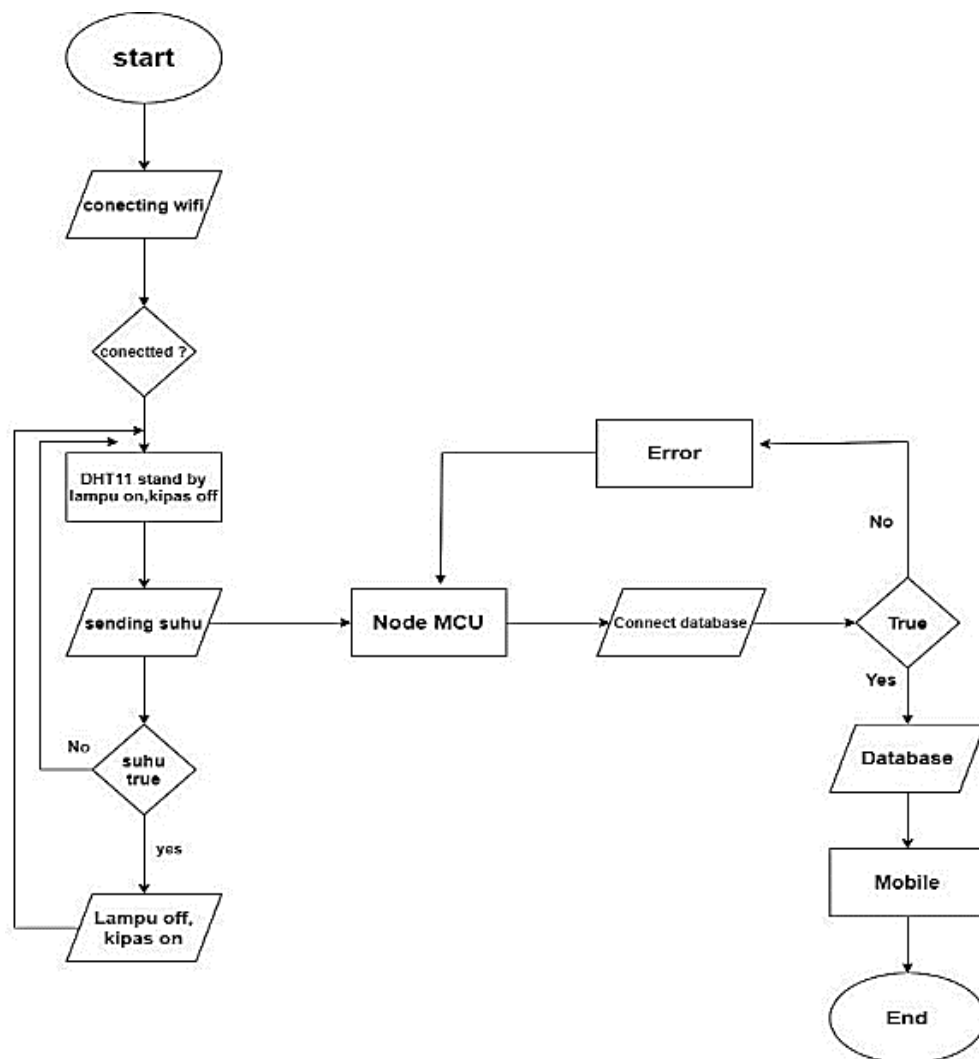 start
conecting wifi
conectted ?
DHT11 stand by
lampu on,kipas off
sending suhu
suhu
true
No
yes
Lampu off,
kipas on
Node MCU
Error
Connect database
True
No
Yes
Database
Mobile
End